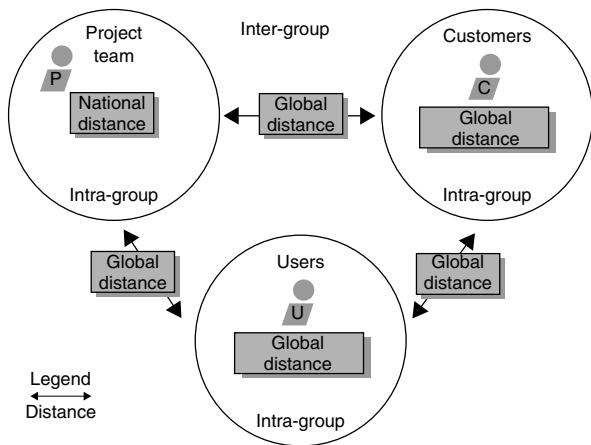 Project
team
P
National
distance
Intra-group
Inter-group
Global
distance
Customers
C
Global
distance
Intra-group
Global
distance
Users
U
Global
distance
Intra-group
Global
distance
Legend
Distance